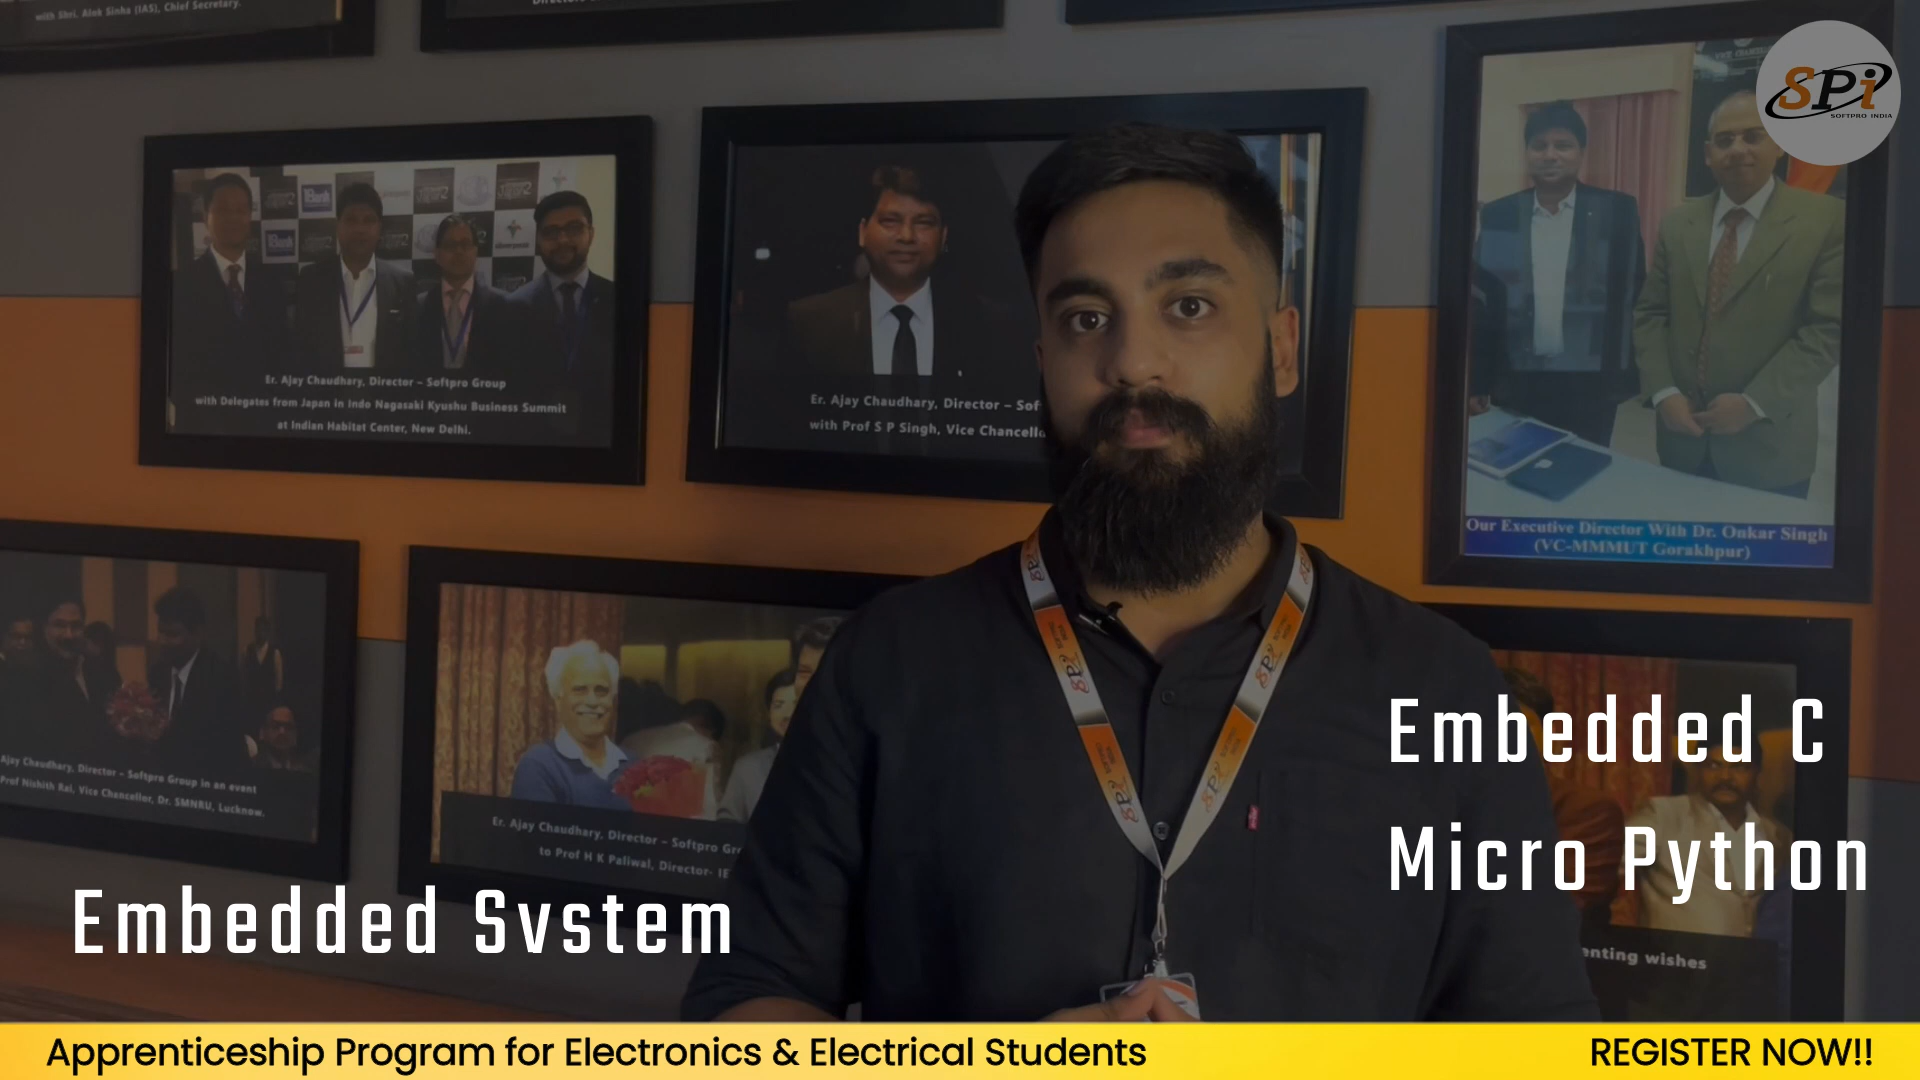 with Shri. Alok Sinha (IAS), Chief Secretary.
SPi
SOFTPRO INDIA
Er. Ajay Chaudhary, Director – Softpro Group
with Delegates from Japan in Indo Nagasaki Kyushu Business Summit
at Indian Habitat Center, New Delhi.
Er. Ajay Chaudhary, Director – Sof
with Prof S P Singh, Vice Chancello
Our Executive Director With Dr. Onkar Singh
(VC-MMMUT Gorakhpur)
Ajay Chaudhary, Director – Softpro Group in an event
Prof Nishith Rai, Vice Chancellor, Dr. SMNRU, Lucknow.
Er. Ajay Chaudhary, Director – Softpro Gro
to Prof H K Paliwal, Director- IE
Embedded C
Micro Python
Embedded Svstem
enting wishes
Apprenticeship Program for Electronics & Electrical Students
REGISTER NOW!!